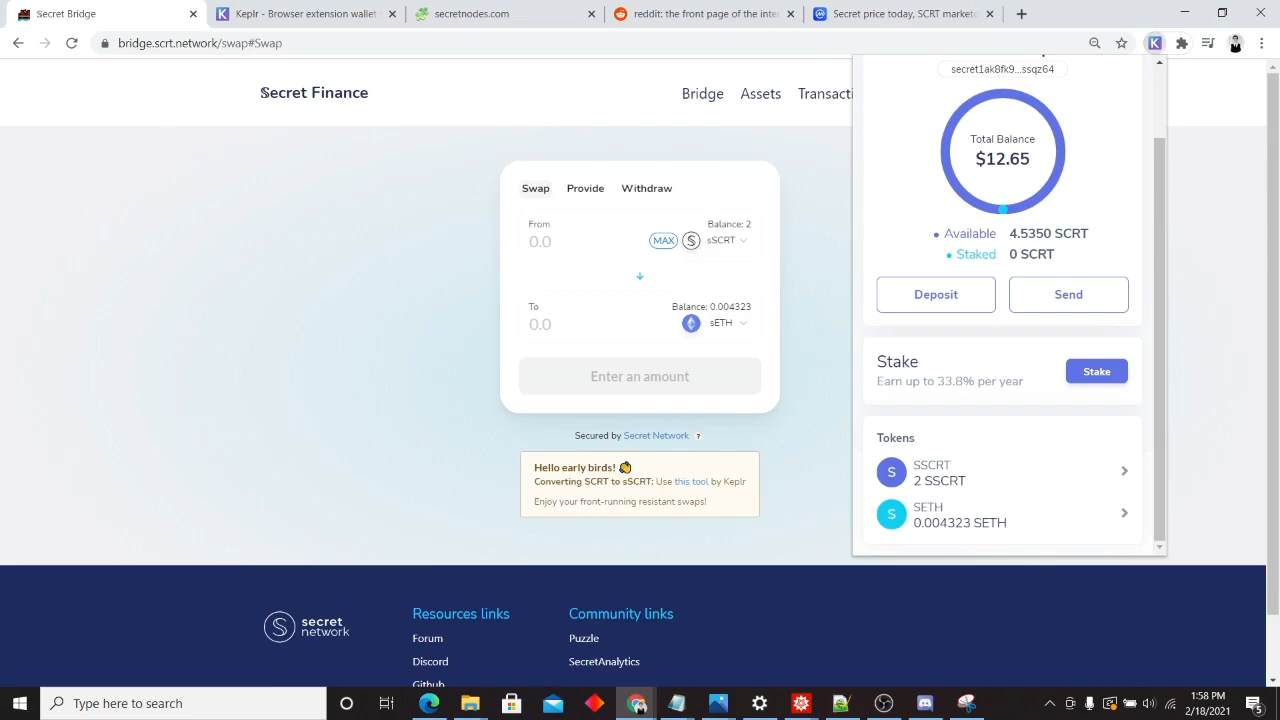 Secret Bridge
Keplr - Browser extension wallet
secretnodes.com
reddit: the front page of the inte
Secret price today, SCRT marketc
bridge.scrt.network/swap#Swap
Secret Finance
Bridge
Assets
Transacti
secret1ak8fk9...ssqz64
Total Balance
$12.65
Available 4.5350 SCRT
Staked 0 SCRT
Deposit
Send
Stake
Earn up to 33.8% per year
Stake
Tokens
S
SSCRT
2 SSCRT
S
SETH
0.004323 SETH
Swap
Provide
Withdraw
From
Balance: 2
0.0
MAX
sSCRT
To
Balance: 0.004323
0.0
sETH
Enter an amount
Secured by Secret Network ?
Hello early birds! 👋
Converting SCRT to sSCRT: Use this tool by Keplr
Enjoy your front-running resistant swaps!
secret
network
Resources links
Forum
Discord
Github
Community links
Puzzle
SecretAnalytics
Type here to search
1:58 PM
2/18/2021